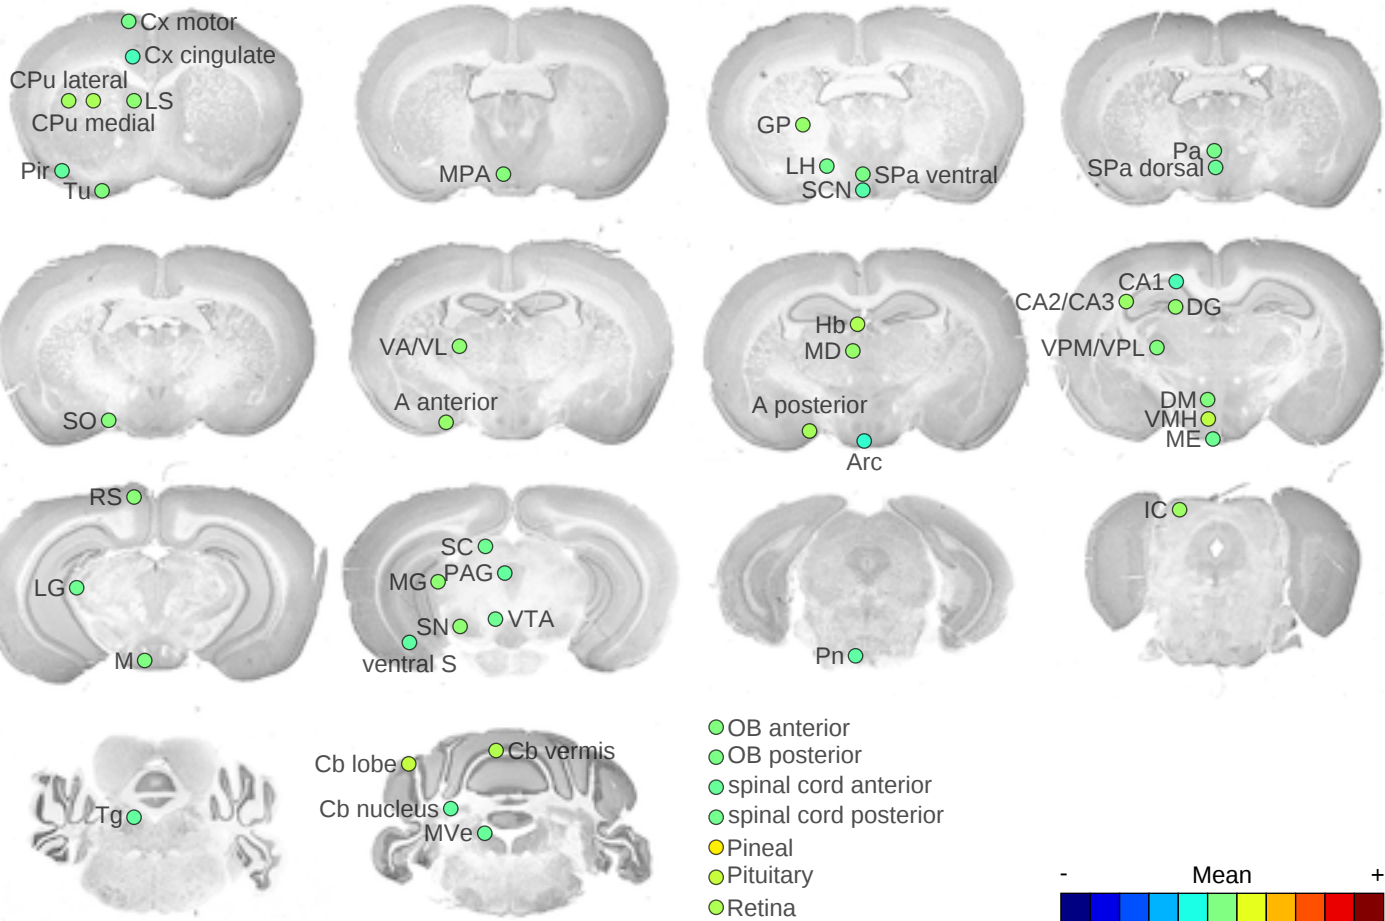 Cx motor
Cx cingulate
CPu lateral
LS
CPu medial
Pir
Tu
MPA
GP
LH
SPa ventral
SCN
Pa
SPa dorsal
SO
VA/VL
A anterior
Hb
MD
A posterior
Arc
CA1
CA2/CA3
DG
VPM/VPL
DM
VMH
ME
RS
LG
M
SC
PAG
MG
SN
VTA
ventral S
Pn
IC
Tg
Cb lobe
Cb vermis
Cb nucleus
MVe
OB anterior
OB posterior
spinal cord anterior
spinal cord posterior
Pineal
Pituitary
Retina
- Mean +